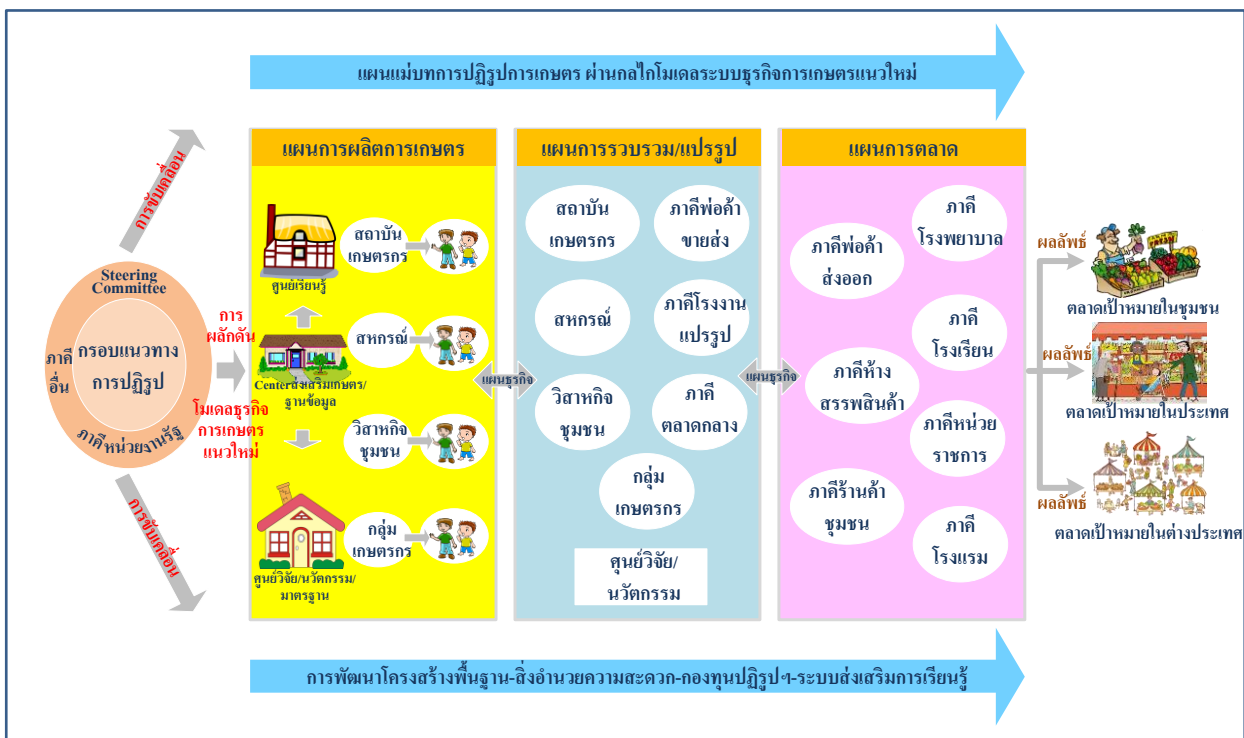 แผนแม่บทการปฏิรูปการเกษตร ผ่านกลไกโมเดลระบบธุรกิจการเกษตรแนวใหม่
การขับเคลื่อน
Steering
Committee
ภาคี
อื่น
กรอบแนวทาง
การปฏิรูป
ภาคีหน่วยงานรัฐ
การ
ผลักดัน
โมเดลธุรกิจ
การเกษตร
แนวใหม่
การขับเคลื่อน
แผนการผลิตการเกษตร
ศูนย์เรียนรู้
สถาบัน
เกษตรกร
Centerส่งเสริมเกษตร/
ฐานข้อมูล
สหกรณ์
วิสาหกิจ
ชุมชน
ศูนย์วิจัย/นวัตกรรม/
มาตรฐาน
กลุ่ม
เกษตรกร
แผนธุรกิจ
แผนการรวบรวม/แปรรูป
สถาบัน
เกษตรกร
ภาคีพ่อค้า
ขายส่ง
สหกรณ์
ภาคีโรงงาน
แปรรูป
วิสาหกิจ
ชุมชน
ภาคี
ตลาดกลาง
กลุ่ม
เกษตรกร
ศูนย์วิจัย/
นวัตกรรม
แผนธุรกิจ
แผนการตลาด
ภาคี
โรงพยาบาล
ภาคีพ่อค้า
ส่งออก
ภาคี
โรงเรียน
ภาคีห้าง
สรรพสินค้า
ภาคีหน่วย
ราชการ
ภาคีร้านค้า
ชุมชน
ภาคี
โรงแรม
ผลลัพธ์
ตลาดเป้าหมายในชุมชน
ผลลัพธ์
ตลาดเป้าหมายในประเทศ
ผลลัพธ์
ตลาดเป้าหมายในต่างประเทศ
การพัฒนาโครงสร้างพื้นฐาน-สิ่งอำนวยความสะดวก-กองทุนปฏิรูปฯ-ระบบส่งเสริมการเรียนรู้